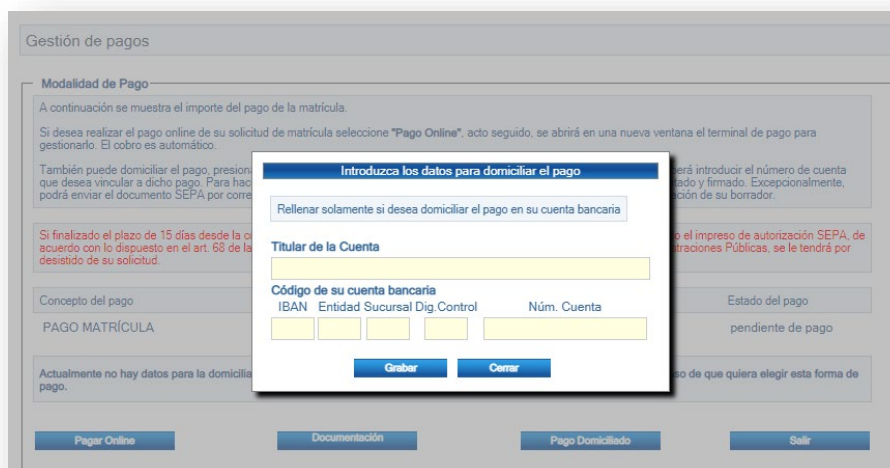 Gestión de pagos
Modalidad de Pago
A continuación se muestra el importe del pago de la matrícula.
Si desea realizar el pago online de su solicitud de matrícula seleccione "Pago Online", acto seguido, se abrirá en una nueva ventana el terminal de pago para
gestionarlo. El cobro es automático.
También puede domiciliar el pago, presiona erá introducir el número de cuenta
que desea vincular a dicho pago. Para hac tado y firmado. Excepcionalmente,
podrá enviar el documento SEPA por corre ación de su borrador.
Si finalizado el plazo de 15 días desde la c o el impreso de autorización SEPA, de
acuerdo con lo dispuesto en el art. 68 de la traciones Públicas, se le tendrá por
desistido de su solicitud.
Concepto del pago Estado del pago
PAGO MATRÍCULA pendiente de pago
Actualmente no hay datos para la domicilia so de que quiera elegir esta forma de
pago.
Pagar Online Documentación Pago Domiciliado Salir
Introduzca los datos para domiciliar el pago
Rellenar solamente si desea domiciliar el pago en su cuenta bancaria
Titular de la Cuenta
Código de su cuenta bancaria
IBAN Entidad Sucursal Dig.Control Núm. Cuenta
Grabar Cerrar